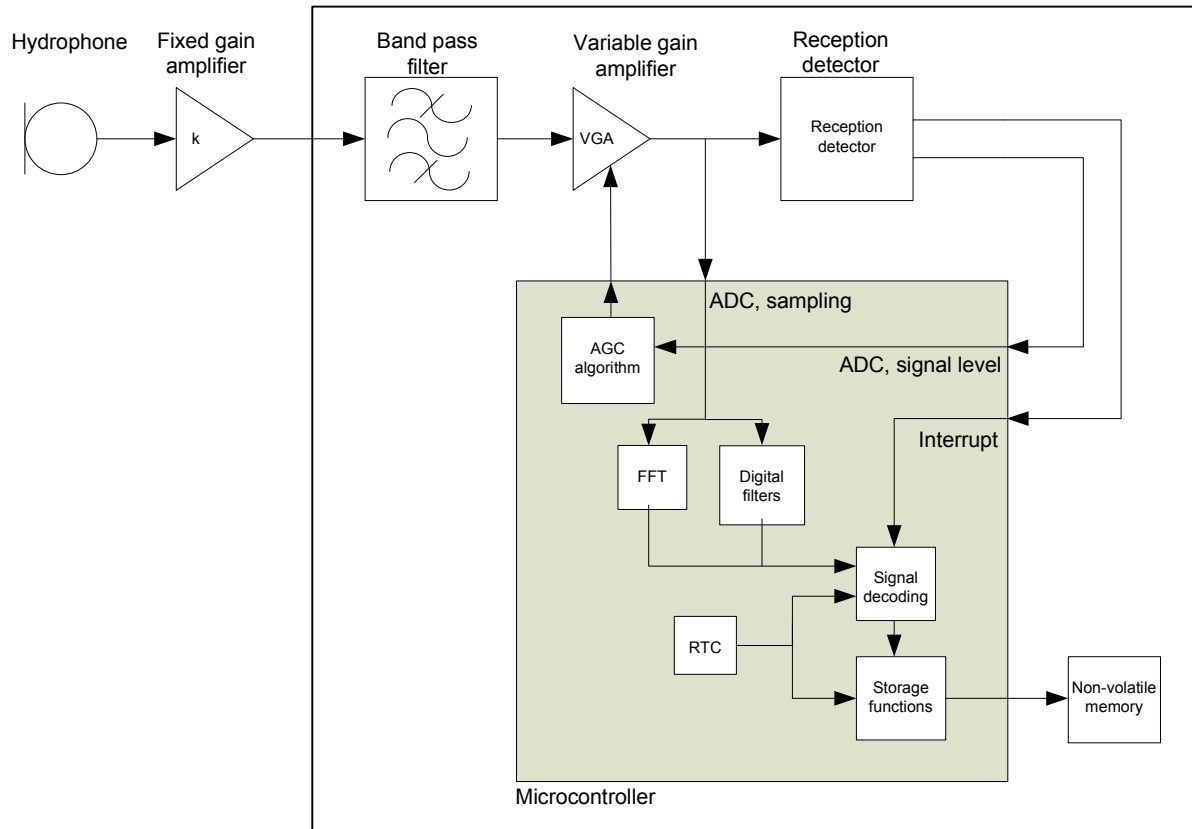 Hydrophone
Fixed gain
amplifier
Band pass
filter
Variable gain
amplifier
Reception
detector
k
VGA
Reception
detector
ADC, sampling
AGC
algorithm
ADC, signal level
Interrupt
FFT
Digital
filters
Signal
decoding
RTC
Storage
functions
Non-volatile
memory
Microcontroller